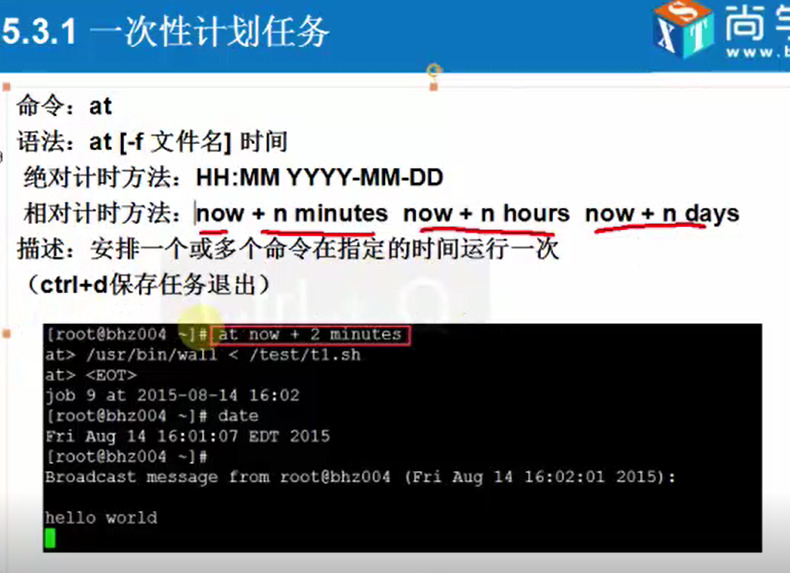 5.3.1 一次性计划任务
SXT 尚学
www.b
命令：at
语法：at [-f 文件名] 时间
绝对计时方法：HH:MM YYYY-MM-DD
相对计时方法：now + n minutes now + n hours now + n days
描述：安排一个或多个命令在指定的时间运行一次
（ctrl+d保存任务退出）
[root@bhz004 ~]# at now + 2 minutes
at> /usr/bin/wall < /test/t1.sh
at> <EOT>
job 9 at 2015-08-14 16:02
[root@bhz004 ~]# date
Fri Aug 14 16:01:07 EDT 2015
[root@bhz004 ~]#
Broadcast message from root@bhz004 (Fri Aug 14 16:02:01 2015):
hello world